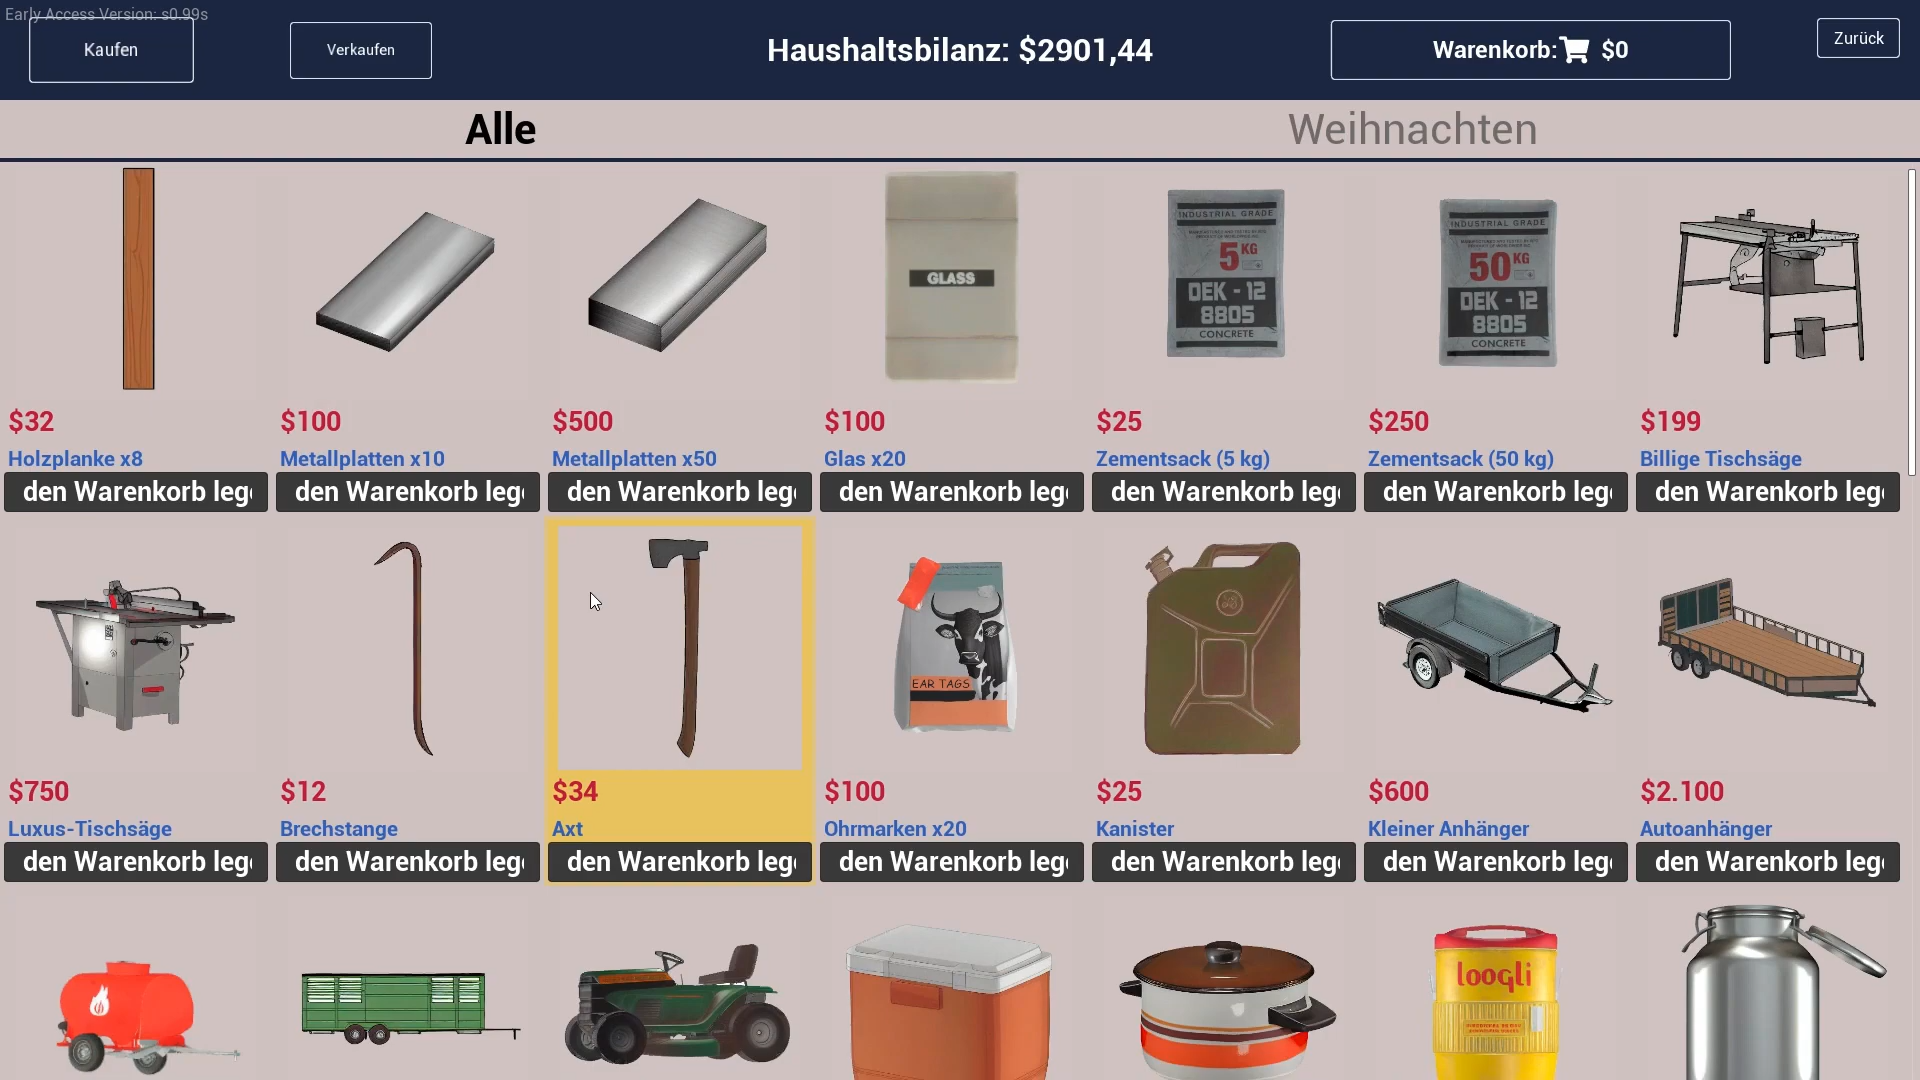 Early Access Version: s0.99s
Kaufen
Verkaufen
Haushaltsbilanz: $2901,44
Warenkorb: $0
Zurück
Alle
Weihnachten
GLASS
INDUSTRIAL GRADE
5 KG
DEK - 12
8805
CONCRETE
INDUSTRIAL GRADE
50 KG
DEK - 12
8805
CONCRETE
$32
$100
$500
$100
$25
$250
$199
Holzplanke x8
Metallplatten x10
Metallplatten x50
Glas x20
Zementsack (5 kg)
Zementsack (50 kg)
Billige Tischsäge
den Warenkorb leg
den Warenkorb leg
den Warenkorb leg
den Warenkorb leg
den Warenkorb leg
den Warenkorb leg
den Warenkorb leg
EAR TAGS
$750
$12
$34
$100
$25
$600
$2.100
Luxus-Tischsäge
Brechstange
Axt
Ohrmarken x20
Kanister
Kleiner Anhänger
Autoanhänger
den Warenkorb leg
den Warenkorb leg
den Warenkorb leg
den Warenkorb leg
den Warenkorb leg
den Warenkorb leg
den Warenkorb leg
loogli